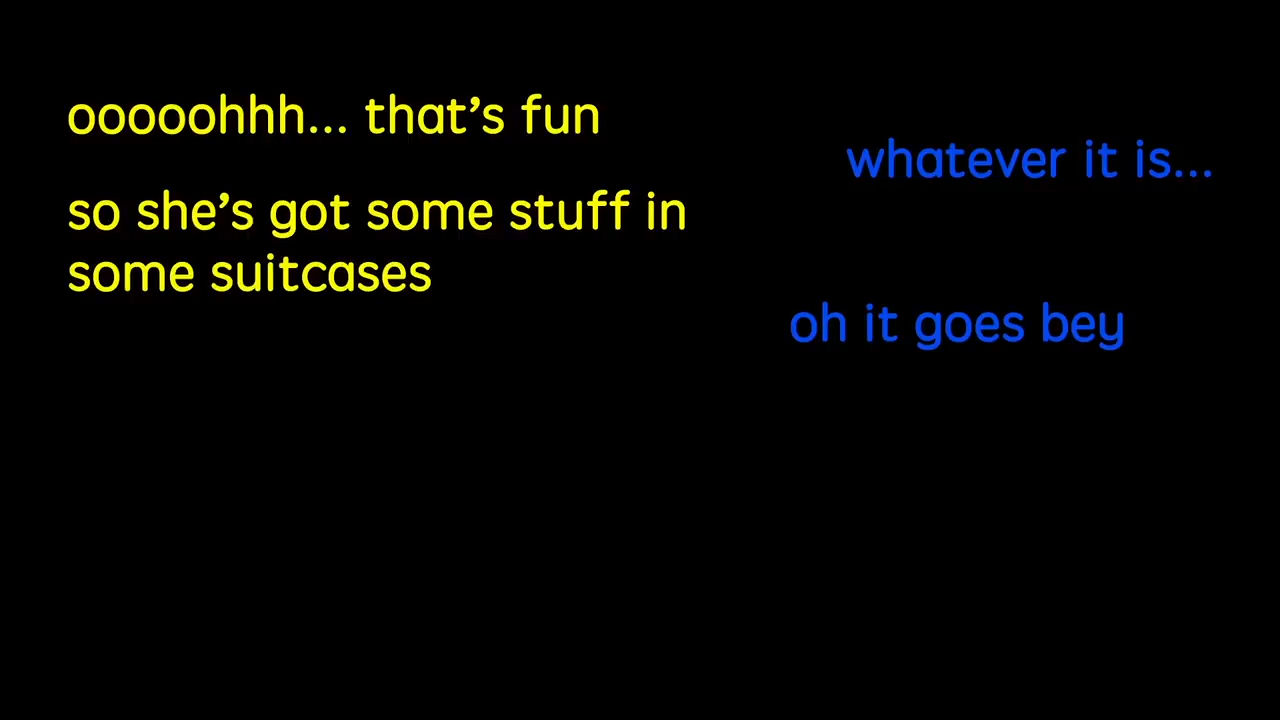 ooooohhh... that’s fun
whatever it is...
so she’s got some stuff in
some suitcases
oh it goes bey